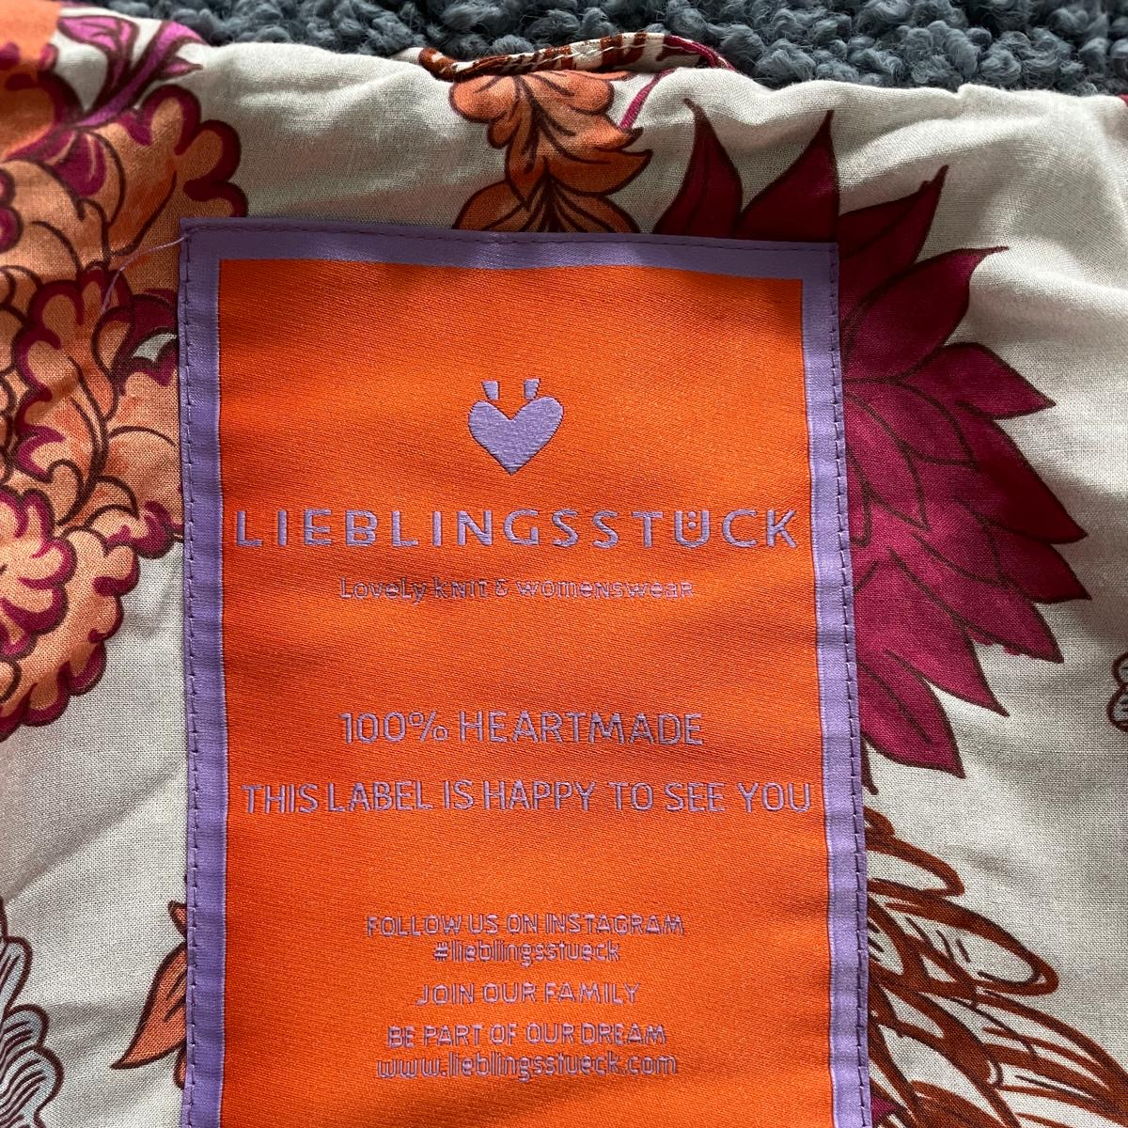 LIEBLINGSSTÜCK
Lovely knit & womenswear
100% HEARTMADE
THIS LABEL IS HAPPY TO SEE YOU
FOLLOW US ON INSTAGRAM
#lieblingsstueck
JOIN OUR FAMILY
BE PART OF OUR DREAM
www.lieblingsstueck.com